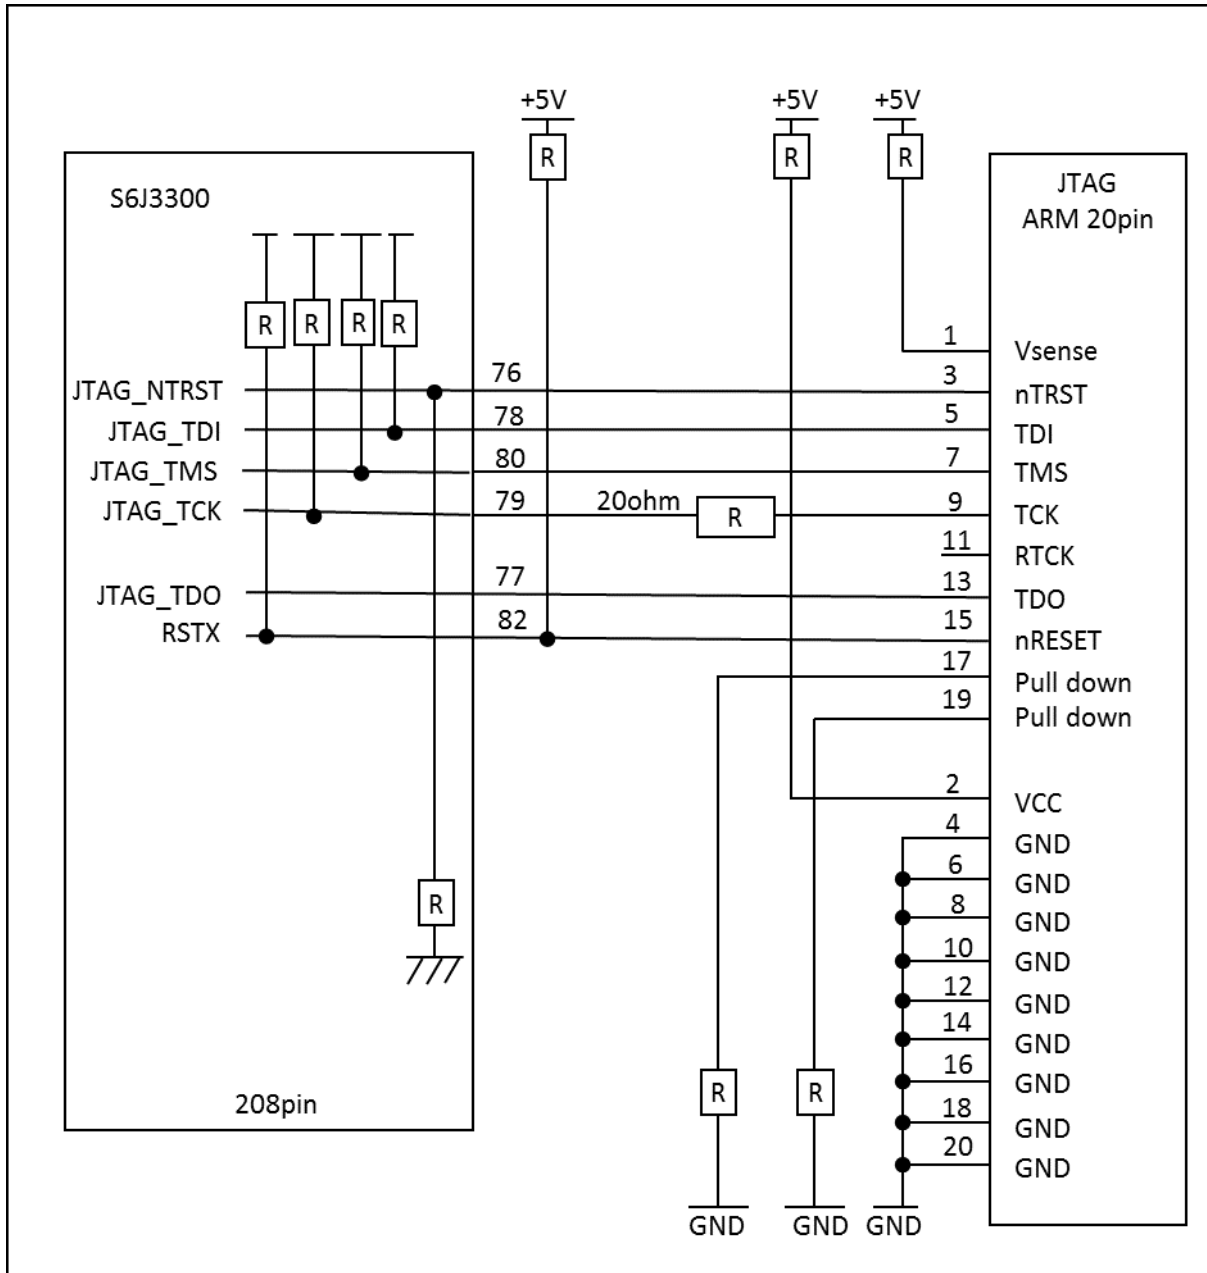 +5V
+5V
+5V
R
R
R
S6J3300
JTAG
ARM 20pin
R
R
R
R
1
Vsense
JTAG_NTRST
76
3
nTRST
JTAG_TDI
78
5
TDI
JTAG_TMS
80
7
TMS
JTAG_TCK
79
20ohm
R
9
TCK
11
RTCK
JTAG_TDO
77
13
TDO
RSTX
82
15
nRESET
17
Pull down
19
Pull down
2
VCC
4
GND
6
GND
8
GND
R
10
GND
12
GND
14
GND
16
GND
R
R
208pin
18
GND
20
GND
GND
GND
GND